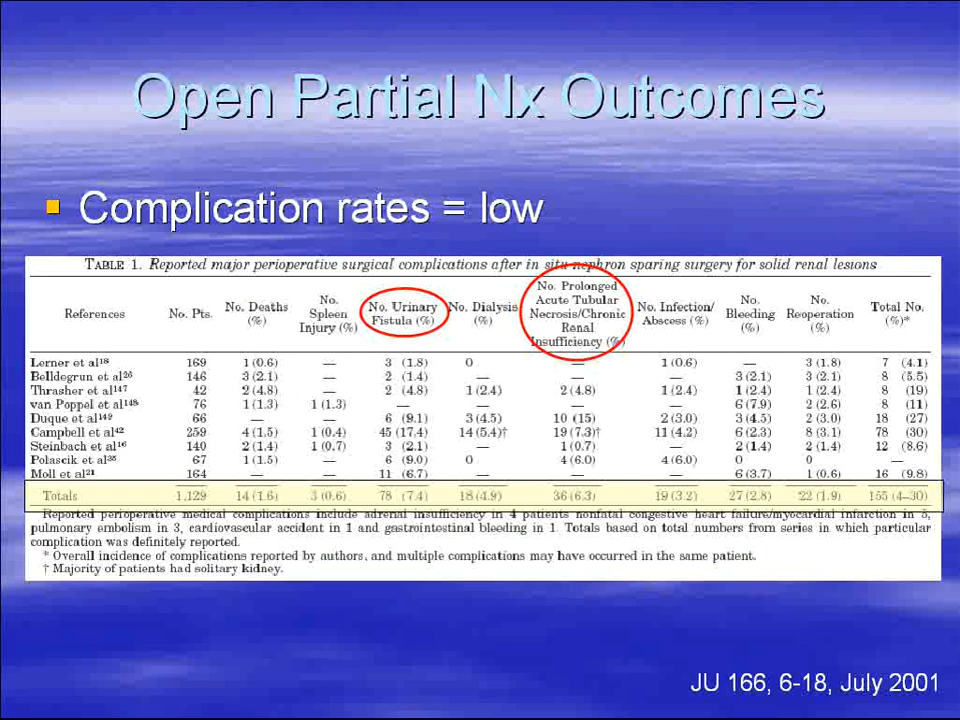 Open Partial Nx Outcomes
Complication rates = low
TABLE 1. Reported major perioperative surgical complications after in situ nephron sparing surgery for solid renal lesions
References No. Pts. No. Deaths (%) No. Spleen Injury (%) No. Urinary Fistula (%) No. Dialysis (%) No. Prolonged Acute Tubular Necrosis/Chronic Renal Insufficiency (%) No. Infection/Abscess (%) No. Bleeding (%) No. Reoperation (%) Total No. (%)*
Lerner et al¹⁸ 169 1 (0.6) — 3 (1.8) 0 — 1 (0.6) — 3 (1.8) 7 (4.1)
Belldegrun et al²⁶ 146 3 (2.1) — 2 (1.4) — — — 3 (2.1) 3 (2.1) 8 (5.5)
Thrasher et al¹⁴⁷ 42 2 (4.8) — 2 (4.8) 1 (2.4) 2 (4.8) 1 (2.4) 1 (2.4) 1 (2.4) 8 (19)
van Poppel et al¹⁴⁸ 76 1 (1.3) 1 (1.3) — — — — 6 (7.9) 2 (2.6) 8 (11)
Duque et al¹⁴⁹ 66 — — 6 (9.1) 3 (4.5) 10 (15) 2 (3.0) 3 (4.5) 2 (3.0) 18 (27)
Campbell et al⁴² 259 4 (1.5) 1 (0.4) 45 (17.4) 14 (5.4)† 19 (7.3)† 11 (4.2) 6 (2.3) 8 (3.1) 78 (30)
Steinbach et al¹⁶ 140 2 (1.4) 1 (0.7) 3 (2.1) — 1 (0.7) — 2 (1.4) 2 (1.4) 12 (8.6)
Polascik et al³⁵ 67 1 (1.5) — 6 (9.0) 0 4 (6.0) 4 (6.0) 0 0 —
Moll et al²¹ 164 — — 11 (6.7) — — — 6 (3.7) 1 (0.6) 16 (9.8)
Totals 1,129 14 (1.6) 3 (0.6) 78 (7.4) 18 (4.9) 36 (6.3) 19 (3.2) 27 (2.8) 22 (1.9) 155 (4–30)
Reported perioperative medical complications include adrenal insufficiency in 4 patients nonfatal congestive heart failure/myocardial infarction in 5,
pulmonary embolism in 3, cardiovascular accident in 1 and gastrointestinal bleeding in 1. Totals based on total numbers from series in which particular
complication was definitely reported.
* Overall incidence of complications reported by authors, and multiple complications may have occurred in the same patient.
† Majority of patients had solitary kidney.
JU 166, 6-18, July 2001